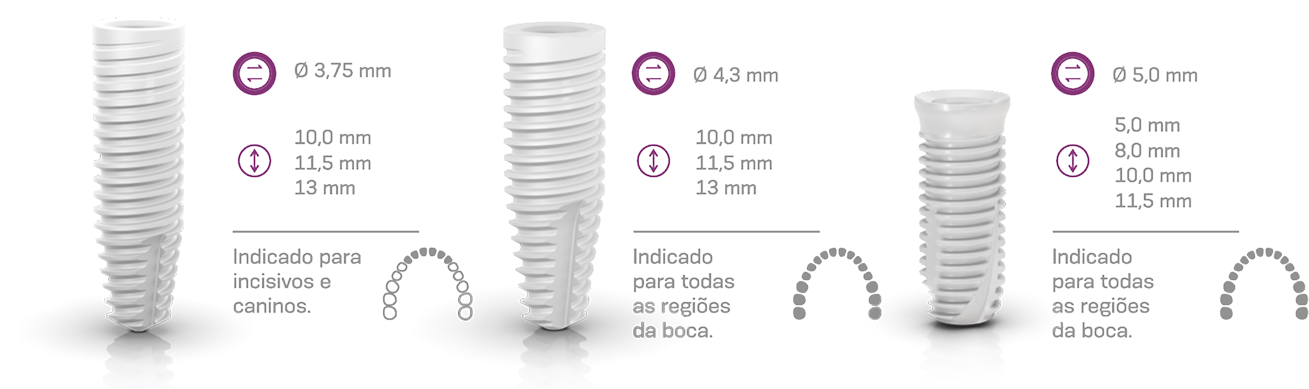 Ø 3,75 mm
10,0 mm
11,5 mm
13 mm
Indicado para
incisivos e
caninos.
Ø 4,3 mm
10,0 mm
11,5 mm
13 mm
Indicado
para todas
as regiões
da boca.
Ø 5,0 mm
5,0 mm
8,0 mm
10,0 mm
11,5 mm
Indicado
para todas
as regiões
da boca.